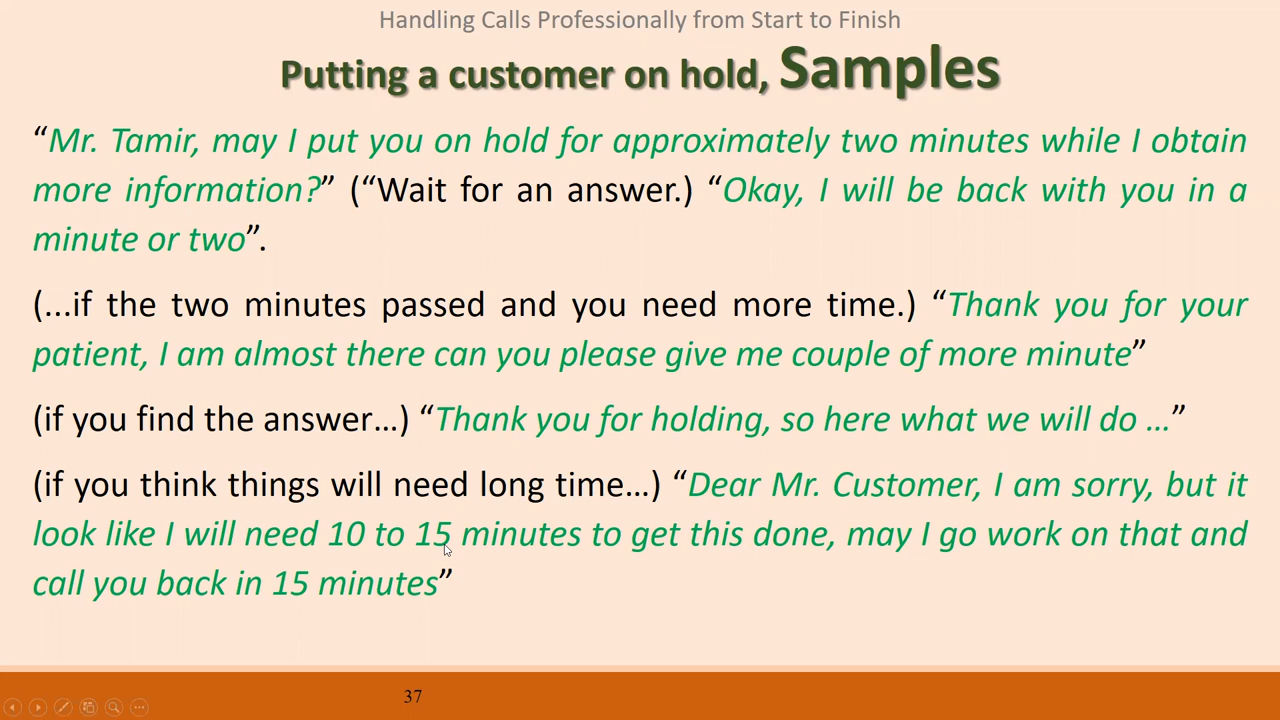 Handling Calls Professionally from Start to Finish
Putting a customer on hold, Samples
“Mr. Tamir, may I put you on hold for approximately two minutes while I obtain
more information?” (“Wait for an answer.) “Okay, I will be back with you in a
minute or two”.
(...if the two minutes passed and you need more time.) “Thank you for your
patient, I am almost there can you please give me couple of more minute”
(if you find the answer…) “Thank you for holding, so here what we will do …”
(if you think things will need long time…) “Dear Mr. Customer, I am sorry, but it
look like I will need 10 to 15 minutes to get this done, may I go work on that and
call you back in 15 minutes”
37